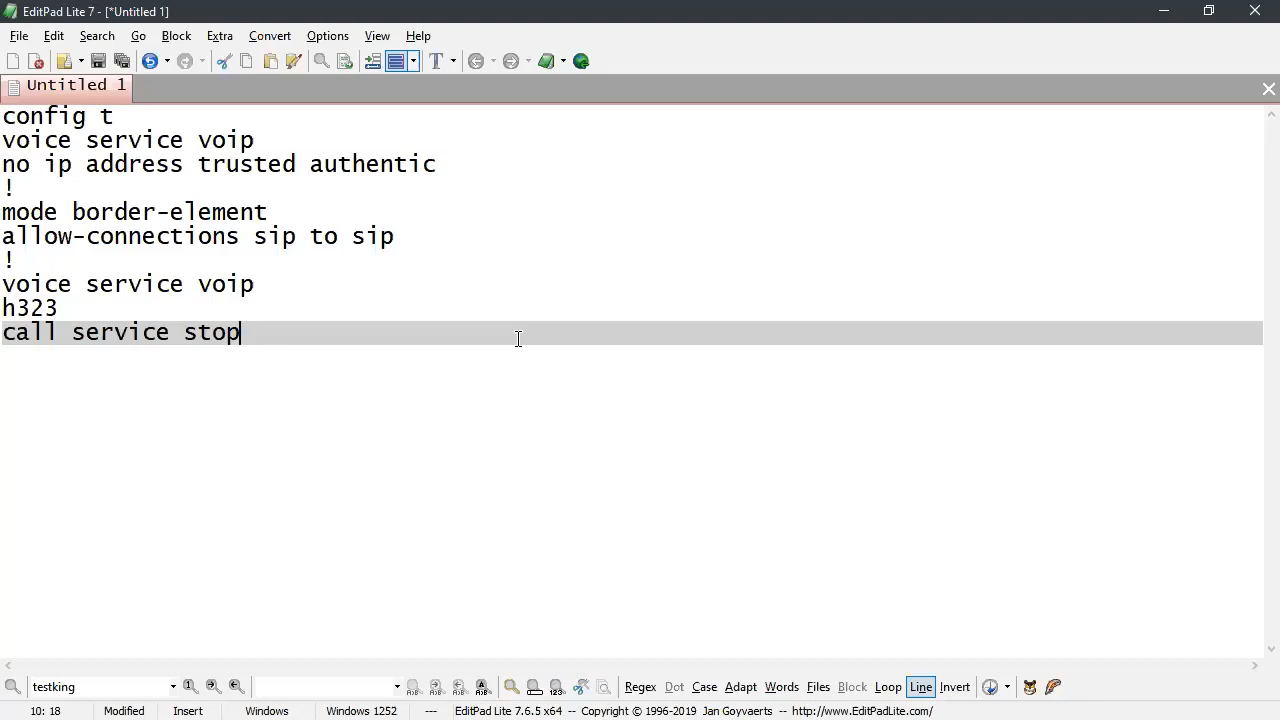 EditPad Lite 7 - [*Untitled 1]
File Edit Search Go Block Extra Convert Options View Help
Untitled 1
config t
voice service voip
no ip address trusted authentic
!
mode border-element
allow-connections sip to sip
!
voice service voip
h323
call service stop
testking Regex Dot Case Adapt Words Files Block Loop Line Invert
10: 18 Modified Insert Windows Windows 1252 --- EditPad Lite 7.6.5 x64 -- Copyright © 1996-2019 Jan Goyvaerts -- http://www.EditPadLite.com/